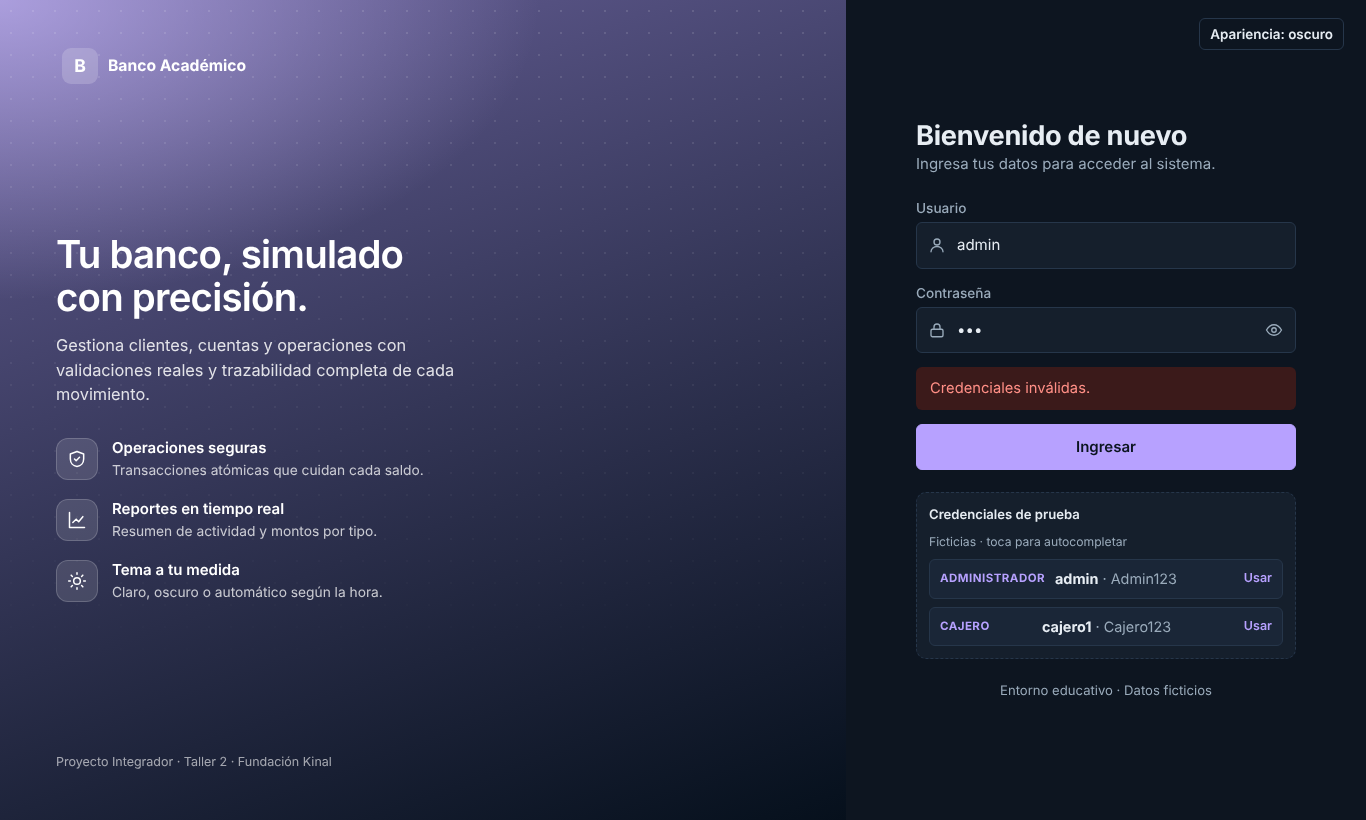 B Banco Académico
Tu banco, simulado
con precisión.
Gestiona clientes, cuentas y operaciones con
validaciones reales y trazabilidad completa de cada
movimiento.
Operaciones seguras
Transacciones atómicas que cuidan cada saldo.
Reportes en tiempo real
Resumen de actividad y montos por tipo.
Tema a tu medida
Claro, oscuro o automático según la hora.
Proyecto Integrador · Taller 2 · Fundación Kinal
Apariencia: oscuro
Bienvenido de nuevo
Ingresa tus datos para acceder al sistema.
Usuario
admin
Contraseña
•••
Credenciales inválidas.
Ingresar
Credenciales de prueba
Ficticias · toca para autocompletar
ADMINISTRADOR admin · Admin123 Usar
CAJERO cajero1 · Cajero123 Usar
Entorno educativo · Datos ficticios